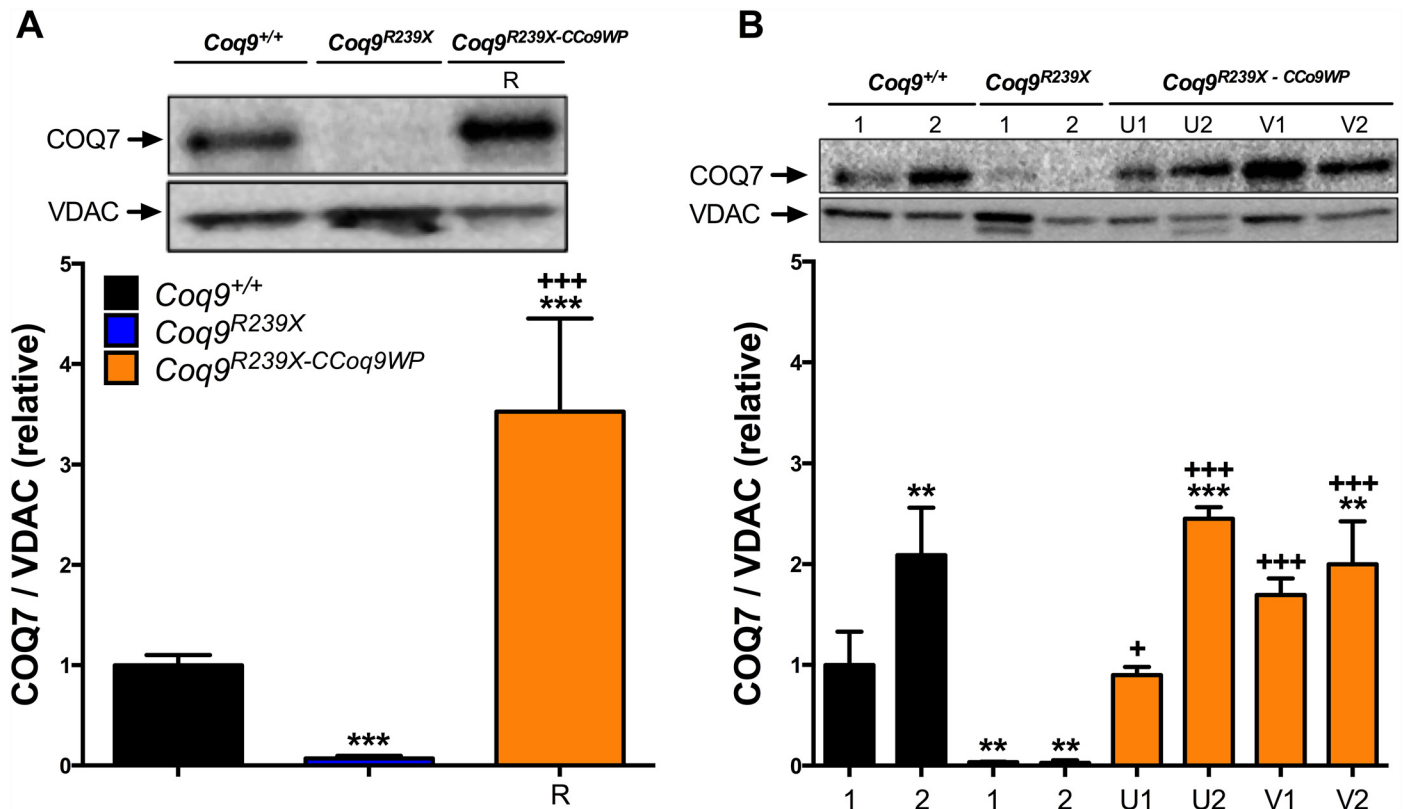 A
Coq9+/+ Coq9R239X Coq9R239X-CCo9WP
R
COQ7
VDAC
5
4
3
2
1
0
COQ7 / VDAC (relative)
Coq9+/+
Coq9R239X
Coq9R239X-CCoq9WP
***
+++
***
R
B
Coq9+/+ Coq9R239X Coq9R239X - CCo9WP
1 2 1 2 U1 U2 V1 V2
COQ7
VDAC
5
4
3
2
1
0
COQ7 / VDAC (relative)
**
**
**
+
+++
***
+++
+++
**
1 2 1 2 U1 U2 V1 V2